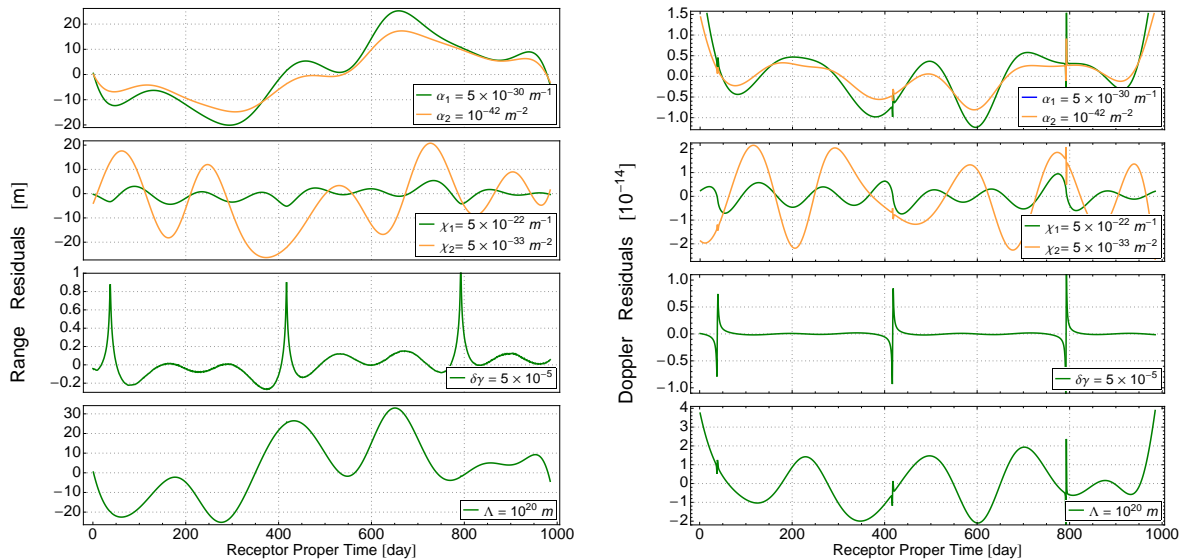 Range Residuals [m]
20
10
0
−10
−20
α₁ = 5 × 10⁻³⁰ m⁻¹
α₂ = 10⁻⁴² m⁻²
20
10
0
−10
−20
χ₁= 5 × 10⁻²² m⁻¹
χ₂= 5 × 10⁻³³ m⁻²
1
0.8
0.6
0.4
0.2
0
−0.2
δγ = 5 × 10⁻⁵
30
20
10
0
−10
−20
Λ = 10²⁰ m
0 200 400 600 800 1000
Receptor Proper Time [day]
Doppler Residuals [10⁻¹⁴]
1.5
1.0
0.5
0.0
−0.5
−1.0
α₁ = 5 × 10⁻³⁰ m⁻¹
α₂ = 10⁻⁴² m⁻²
2
1
0
−1
−2
χ₁= 5 × 10⁻²² m⁻¹
χ₂= 5 × 10⁻³³ m⁻²
1.0
0.5
0.0
−0.5
−1.0
δγ = 5 × 10⁻⁵
4
3
2
1
0
−1
−2
Λ = 10²⁰ m
0 200 400 600 800 1000
Receptor Proper Time [day]